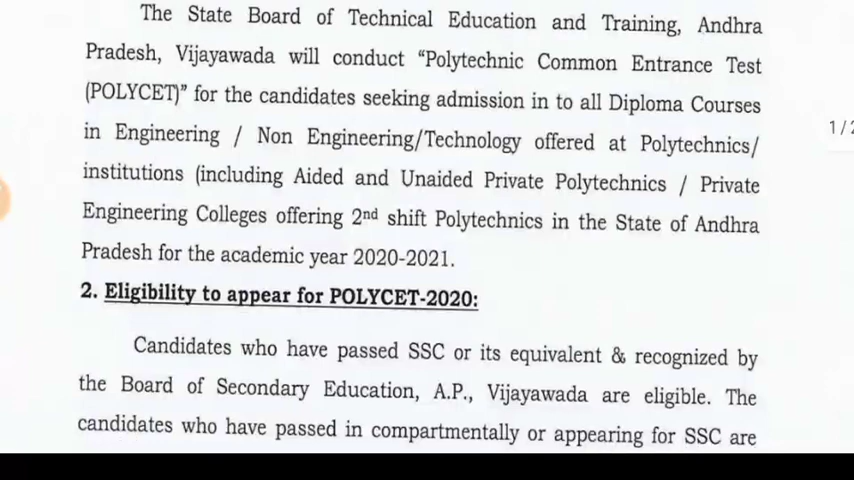 The State Board of Technical Education and Training, Andhra
Pradesh, Vijayawada will conduct “Polytechnic Common Entrance Test
(POLYCET)” for the candidates seeking admission in to all Diploma Courses
in Engineering / Non Engineering/Technology offered at Polytechnics/
institutions (including Aided and Unaided Private Polytechnics / Private
Engineering Colleges offering 2nd shift Polytechnics in the State of Andhra
Pradesh for the academic year 2020-2021.
2. Eligibility to appear for POLYCET-2020:
Candidates who have passed SSC or its equivalent & recognized by
the Board of Secondary Education, A.P., Vijayawada are eligible. The
candidates who have passed in compartmentally or appearing for SSC are
1/2